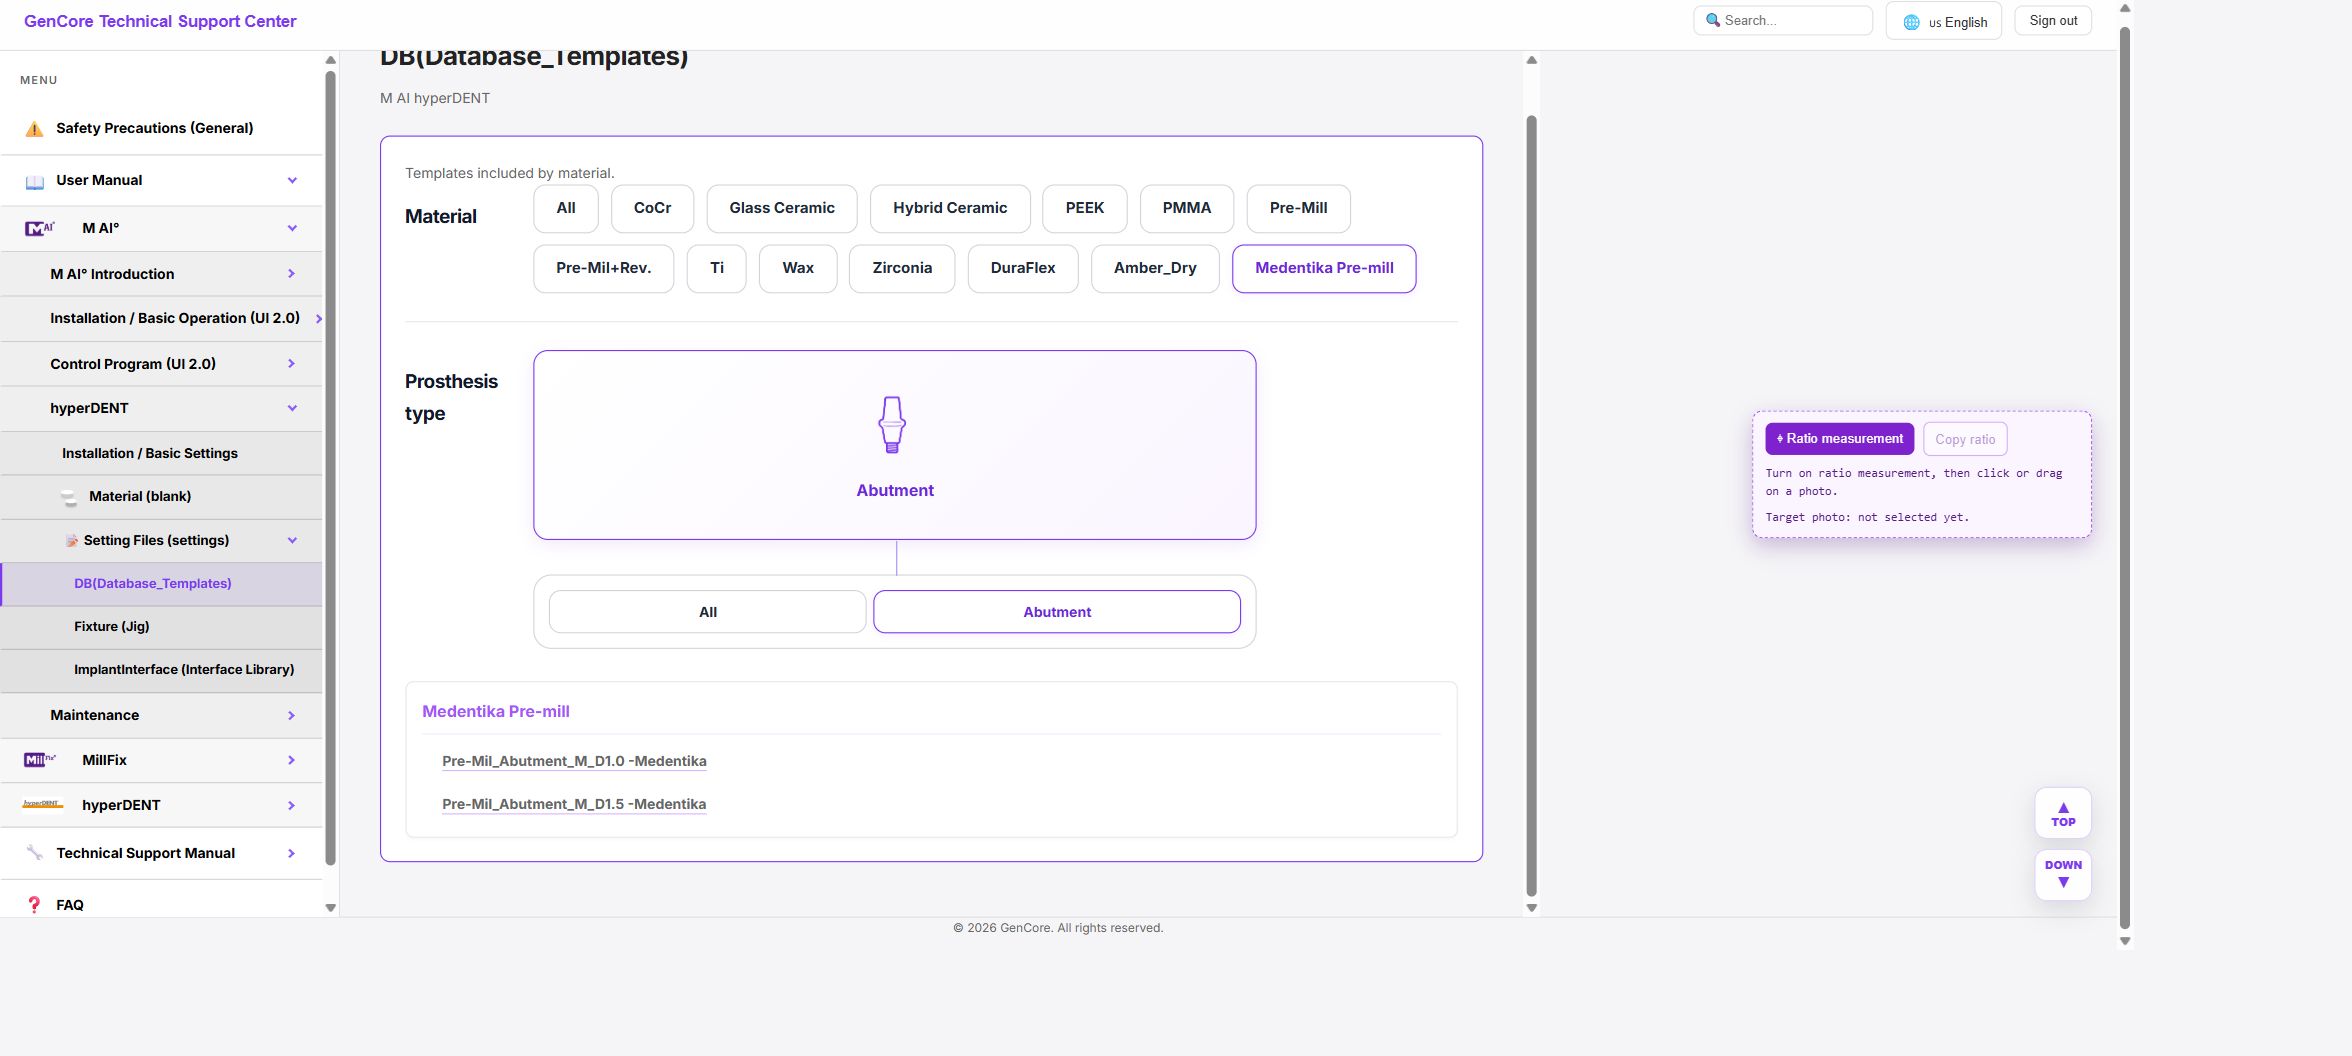 GenCore Technical Support Center
Search...
us English
Sign out
MENU
Safety Precautions (General)
User Manual
M AI°
M AI°
M AI° Introduction
Installation / Basic Operation (UI 2.0)
Control Program (UI 2.0)
hyperDENT
Installation / Basic Settings
Material (blank)
Setting Files (settings)
DB(Database_Templates)
Fixture (Jig)
ImplantInterface (Interface Library)
Maintenance
MillFix
MillFix
hyperDENT
hyperDENT
Technical Support Manual
FAQ
DB(Database_Templates)
M AI hyperDENT
Templates included by material.
Material
All
CoCr
Glass Ceramic
Hybrid Ceramic
PEEK
PMMA
Pre-Mill
Pre-Mil+Rev.
Ti
Wax
Zirconia
DuraFlex
Amber_Dry
Medentika Pre-mill
Prosthesis
type
Abutment
All
Abutment
Medentika Pre-mill
Pre-Mil_Abutment_M_D1.0 -Medentika
Pre-Mil_Abutment_M_D1.5 -Medentika
Ratio measurement
Copy ratio
Turn on ratio measurement, then click or drag
on a photo.
Target photo: not selected yet.
▲
TOP
DOWN
▼
© 2026 GenCore. All rights reserved.